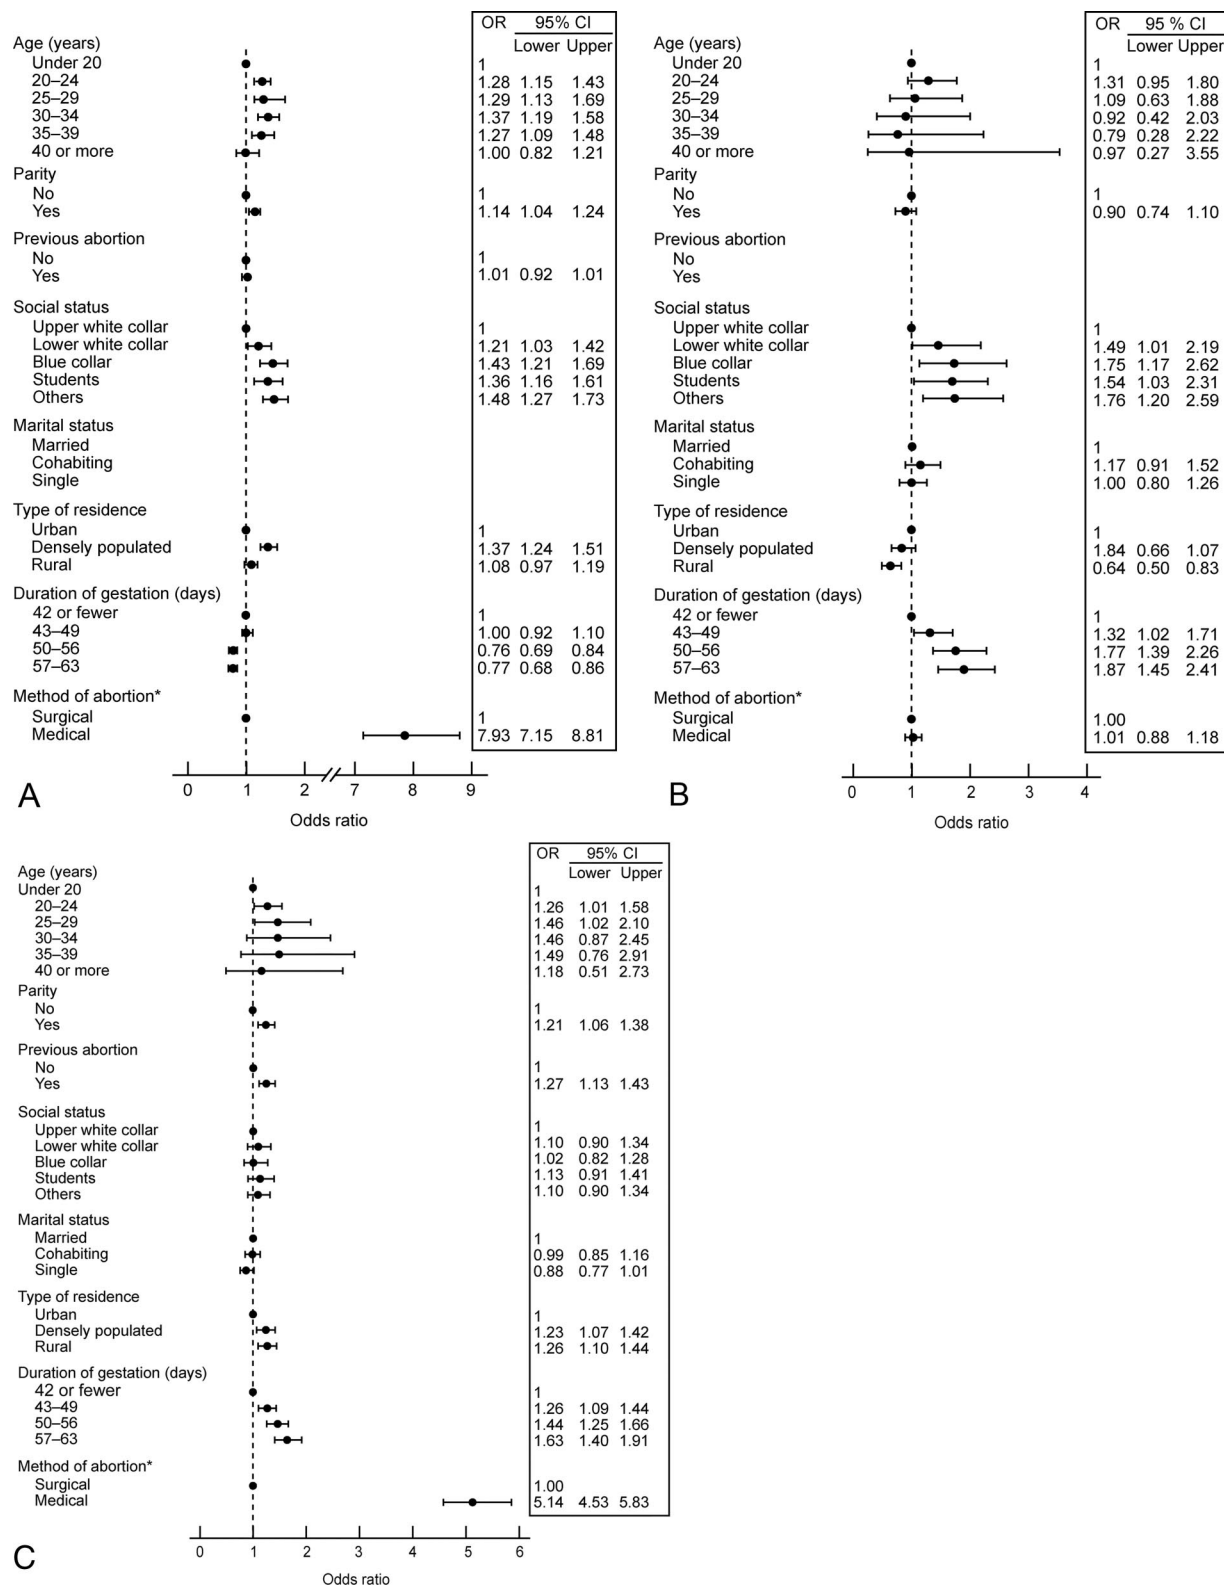 OR 95% CI
Lower Upper
Age (years)
Under 20 1
20–24 1.28 1.15 1.43
25–29 1.29 1.13 1.69
30–34 1.37 1.19 1.58
35–39 1.27 1.09 1.48
40 or more 1.00 0.82 1.21
Parity
No 1
Yes 1.14 1.04 1.24
Previous abortion
No 1
Yes 1.01 0.92 1.01
Social status
Upper white collar 1
Lower white collar 1.21 1.03 1.42
Blue collar 1.43 1.21 1.69
Students 1.36 1.16 1.61
Others 1.48 1.27 1.73
Marital status
Married
Cohabiting
Single
Type of residence
Urban 1
Densely populated 1.37 1.24 1.51
Rural 1.08 0.97 1.19
Duration of gestation (days)
42 or fewer 1
43–49 1.00 0.92 1.10
50–56 0.76 0.69 0.84
57–63 0.77 0.68 0.86
Method of abortion*
Surgical 1
Medical 7.93 7.15 8.81
0 1 2 7 8 9
A
Odds ratio
OR 95 % CI
Lower Upper
Age (years)
Under 20 1
20–24 1.31 0.95 1.80
25–29 1.09 0.63 1.88
30–34 0.92 0.42 2.03
35–39 0.79 0.28 2.22
40 or more 0.97 0.27 3.55
Parity
No 1
Yes 0.90 0.74 1.10
Previous abortion
No
Yes
Social status
Upper white collar 1
Lower white collar 1.49 1.01 2.19
Blue collar 1.75 1.17 2.62
Students 1.54 1.03 2.31
Others 1.76 1.20 2.59
Marital status
Married 1
Cohabiting 1.17 0.91 1.52
Single 1.00 0.80 1.26
Type of residence
Urban 1
Densely populated 1.84 0.66 1.07
Rural 0.64 0.50 0.83
Duration of gestation (days)
42 or fewer 1
43–49 1.32 1.02 1.71
50–56 1.77 1.39 2.26
57–63 1.87 1.45 2.41
Method of abortion*
Surgical 1.00
Medical 1.01 0.88 1.18
0 1 2 3 4
B
Odds ratio
OR 95% CI
Lower Upper
Age (years)
Under 20 1
20–24 1.26 1.01 1.58
25–29 1.46 1.02 2.10
30–34 1.46 0.87 2.45
35–39 1.49 0.76 2.91
40 or more 1.18 0.51 2.73
Parity
No 1
Yes 1.21 1.06 1.38
Previous abortion
No 1
Yes 1.27 1.13 1.43
Social status
Upper white collar 1
Lower white collar 1.10 0.90 1.34
Blue collar 1.02 0.82 1.28
Students 1.13 0.91 1.41
Others 1.10 0.90 1.34
Marital status
Married 1
Cohabiting 0.99 0.85 1.16
Single 0.88 0.77 1.01
Type of residence
Urban 1
Densely populated 1.23 1.07 1.42
Rural 1.26 1.10 1.44
Duration of gestation (days)
42 or fewer 1
43–49 1.26 1.09 1.44
50–56 1.44 1.25 1.66
57–63 1.63 1.40 1.91
Method of abortion*
Surgical 1.00
Medical 5.14 4.53 5.83
0 1 2 3 4 5 6
C
Odds ratio